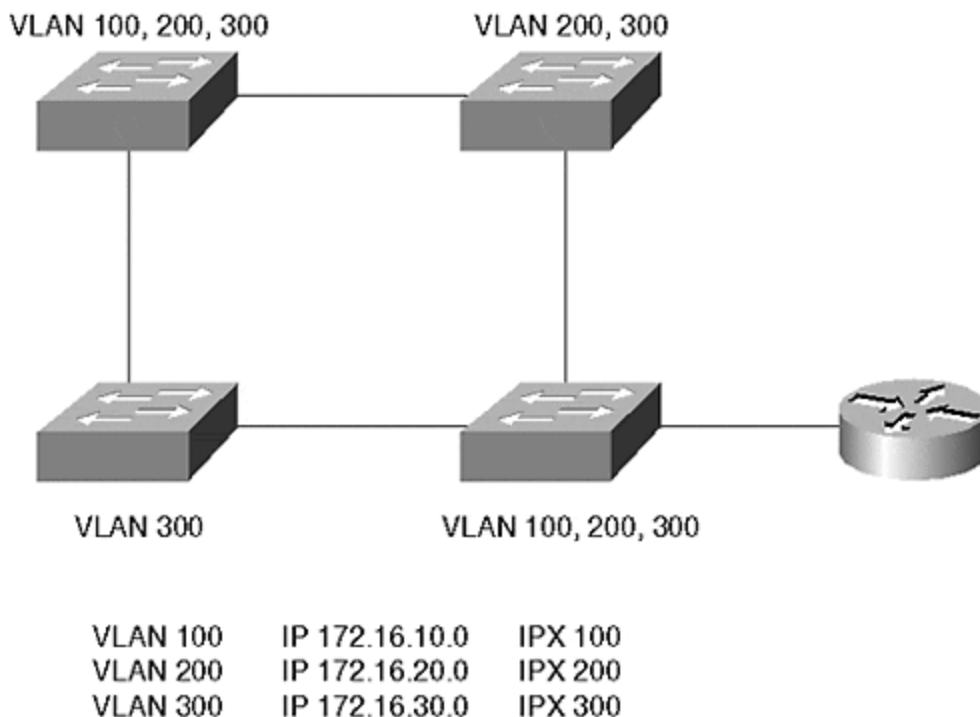 VLAN 100, 200, 300
VLAN 200, 300
VLAN 300
VLAN 100, 200, 300
VLAN 100 IP 172.16.10.0 IPX 100
VLAN 200 IP 172.16.20.0 IPX 200
VLAN 300 IP 172.16.30.0 IPX 300